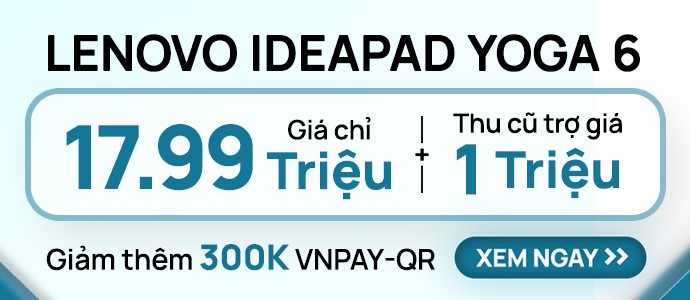 LENOVO IDEAPAD YOGA 6
17.99 Giá chỉ Triệu + Thu cũ trợ giá 1 Triệu
Giảm thêm 300K VNPAY-QR XEM NGAY >>